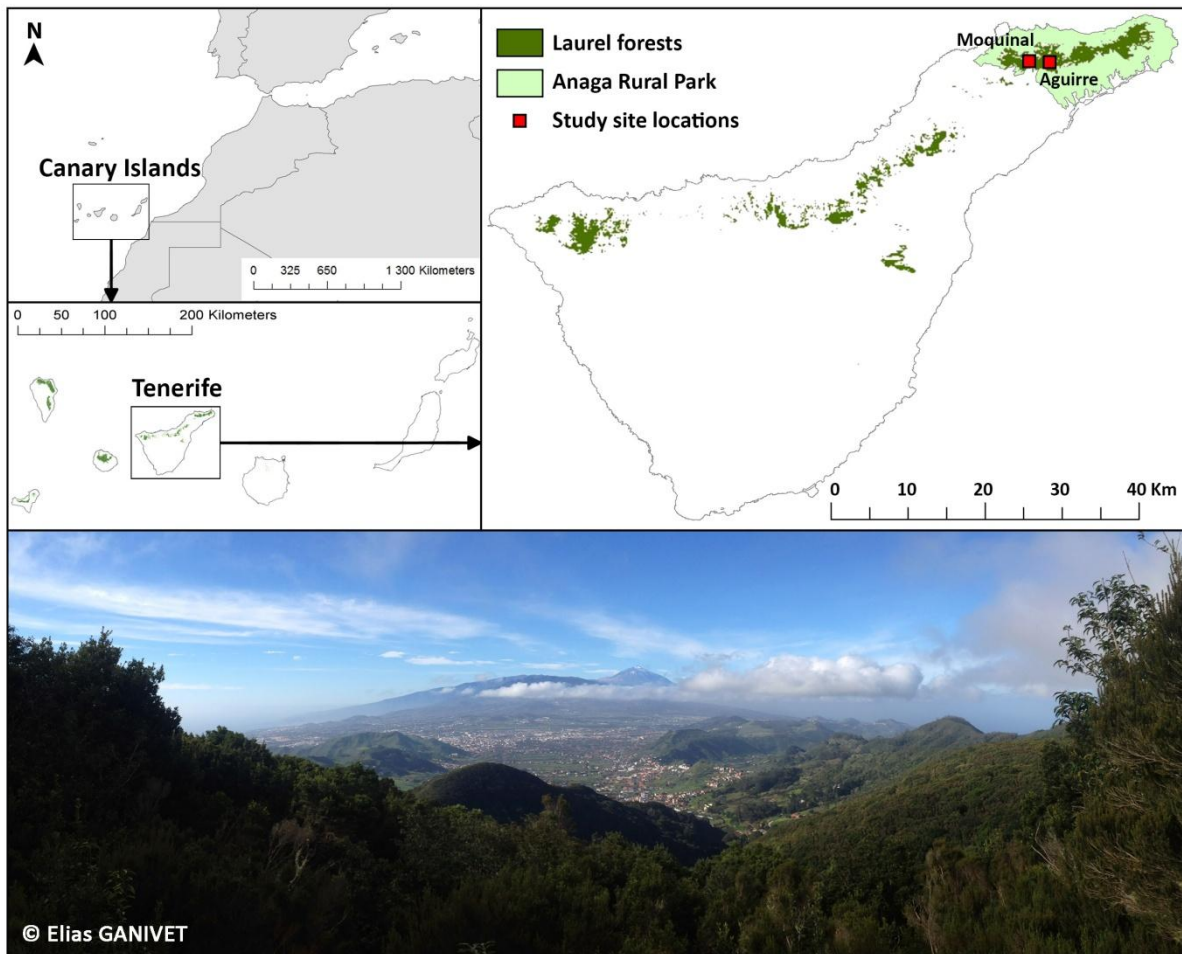 N
Canary Islands
0 325 650 1 300 Kilometers
0 50 100 200 Kilometers
Tenerife
Laurel forests
Anaga Rural Park
Study site locations
Moquinal
Aguirre
0 10 20 30 40 Km
© Elias GANIVET